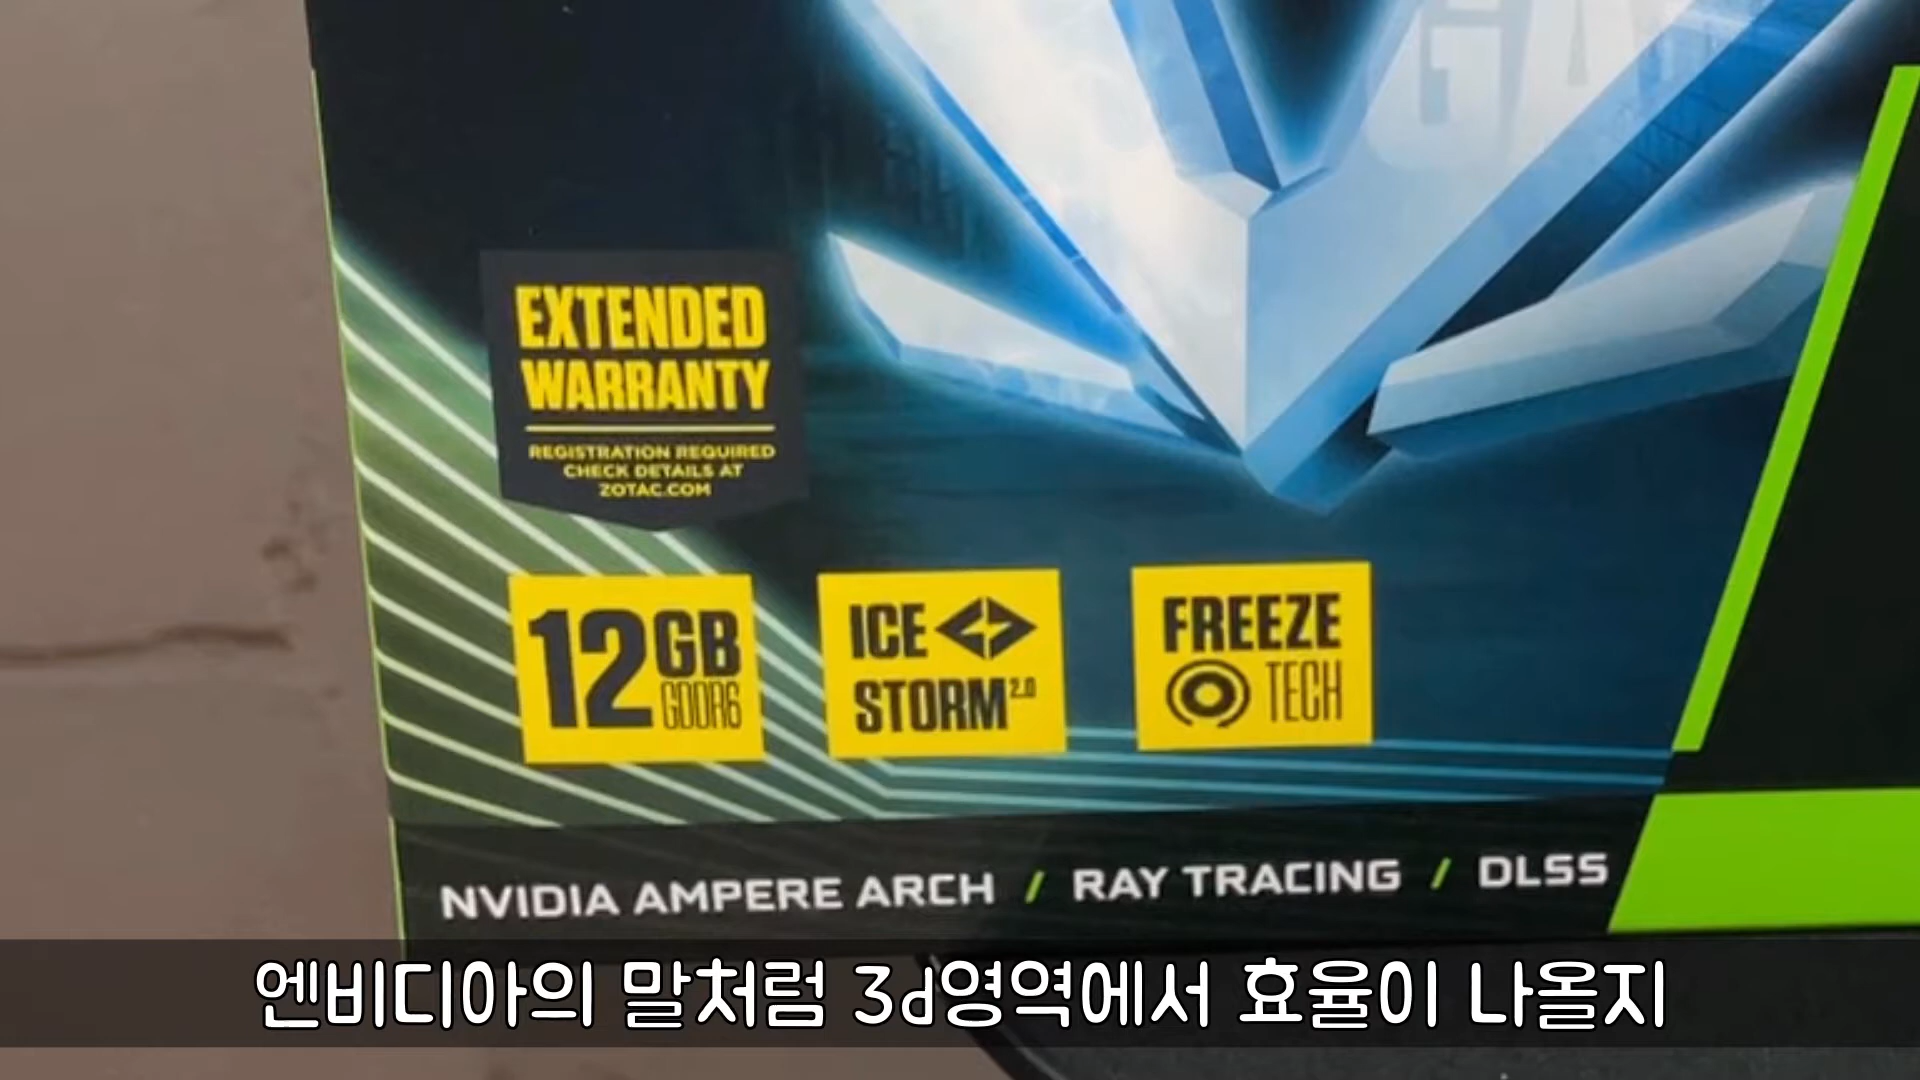 EXTENDED
WARRANTY
REGISTRATION REQUIRED
CHECK DETAILS AT
ZOTAC.COM
12GB
GDDR6
ICE
STORM 2.0
FREEZE
TECH
NVIDIA AMPERE ARCH / RAY TRACING / DLSS
엔비디아의 말처럼 3d영역에서 효율이 나올지